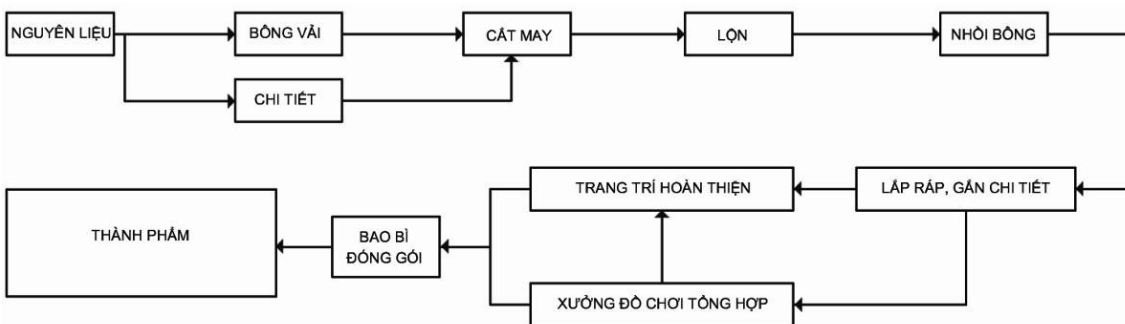 NGUYÊN LIỆU
BÔNG VẢI
CẮT MAY
LỘN
NHỒI BÔNG
CHI TIẾT
TRANG TRÍ HOÀN THIỆN
LẮP RÁP, GẮN CHI TIẾT
THÀNH PHẨM
BAO BÌ
ĐÓNG GÓI
XƯỞNG ĐỒ CHƠI TỔNG HỢP